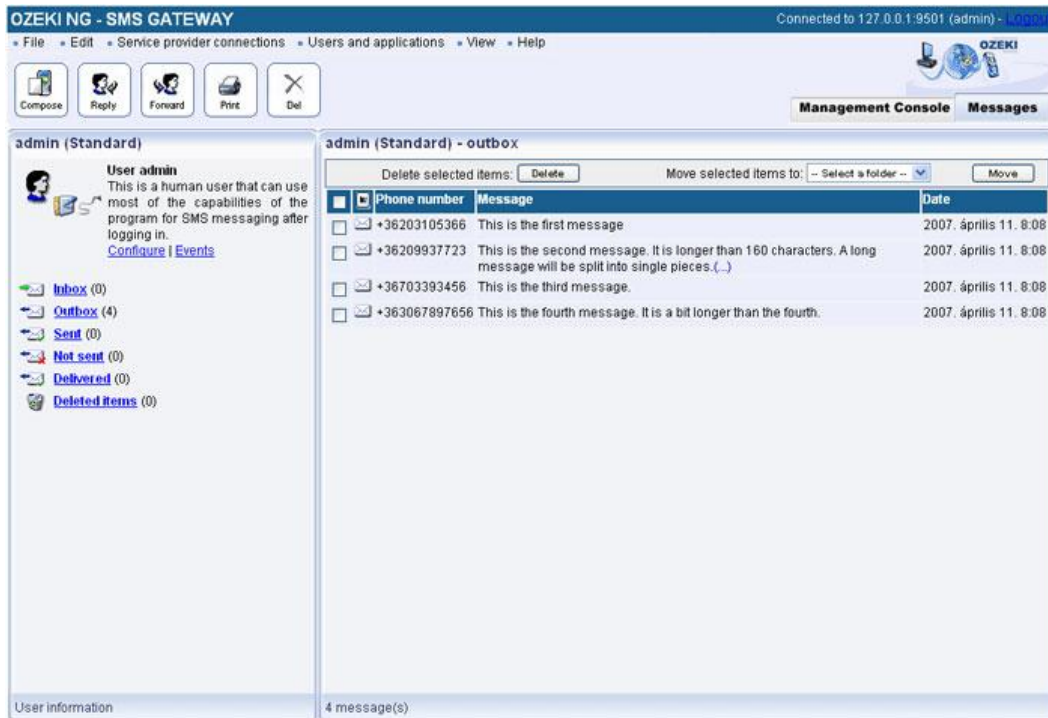 OZEKI NG - SMS GATEWAY
Connected to 127.0.0.1:9501 (admin) - Logout
File Edit Service provider connections Users and applications View Help
OZEKI
Compose Reply Forward Print Del
Management Console Messages
admin (Standard)
User admin
This is a human user that can use
most of the capabilities of the
program for SMS messaging after
logging in.
Configure | Events
Inbox (0)
Outbox (4)
Sent (0)
Not sent (0)
Delivered (0)
Deleted items (0)
User information
admin (Standard) - outbox
Delete selected items: Delete Move selected items to: -- Select a folder -- Move
Phone number Message Date
+36203105366 This is the first message 2007. április 11. 8:08
+36209937723 This is the second message. It is longer than 160 characters. A long 2007. április 11. 8:08
message will be split into single pieces.(...)
+36703393456 This is the third message. 2007. április 11. 8:08
+363067897656 This is the fourth message. It is a bit longer than the fourth. 2007. április 11. 8:08
4 message(s)